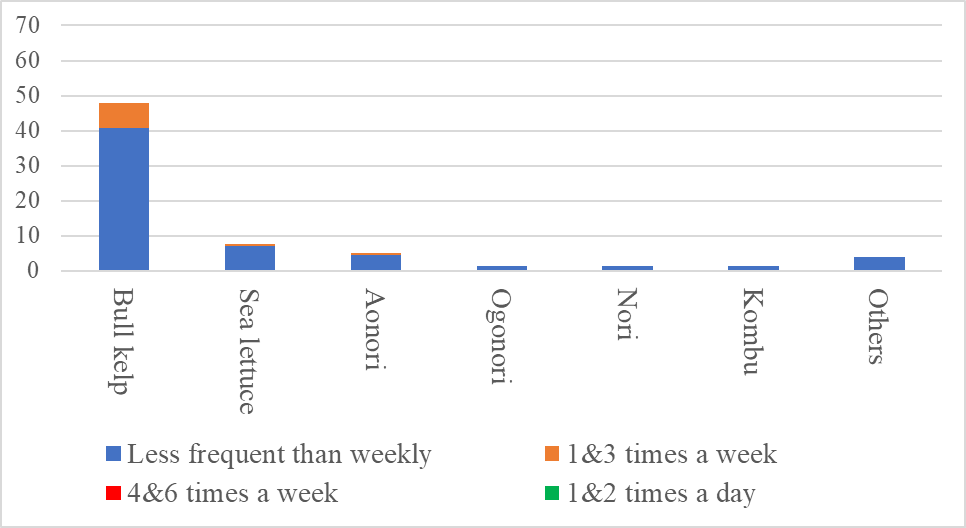 70
60
50
40
30
20
10
0
Bull kelp
Sea lettuce
Aonori
Ogonori
Nori
Kombu
Others
Less frequent than weekly
1&3 times a week
4&6 times a week
1&2 times a day